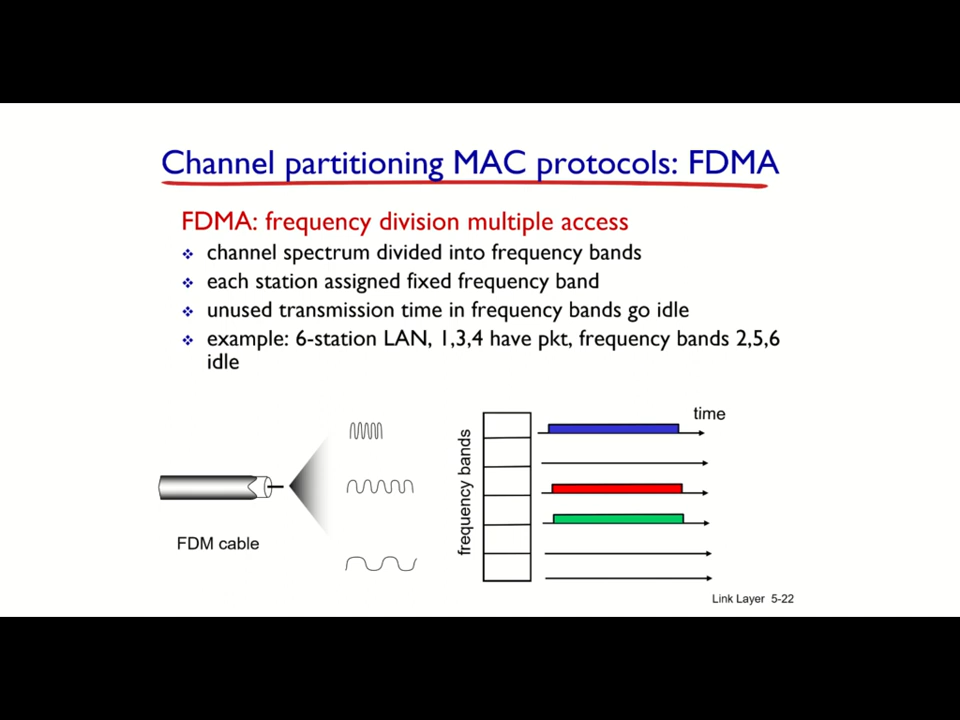 Channel partitioning MAC protocols: FDMA
FDMA: frequency division multiple access
❖ channel spectrum divided into frequency bands
❖ each station assigned fixed frequency band
❖ unused transmission time in frequency bands go idle
❖ example: 6-station LAN, 1,3,4 have pkt, frequency bands 2,5,6
idle
time
frequency bands
FDM cable
Link Layer 5-22